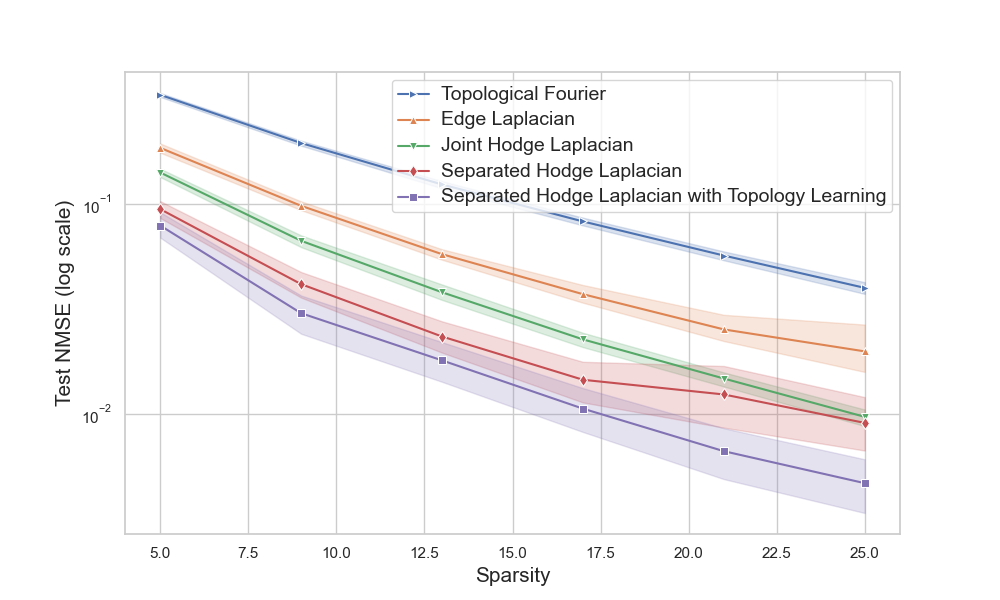 Topological Fourier
Edge Laplacian
Joint Hodge Laplacian
Separated Hodge Laplacian
Separated Hodge Laplacian with Topology Learning
Test NMSE (log scale)
10⁻¹
10⁻²
5.0 7.5 10.0 12.5 15.0 17.5 20.0 22.5 25.0
Sparsity